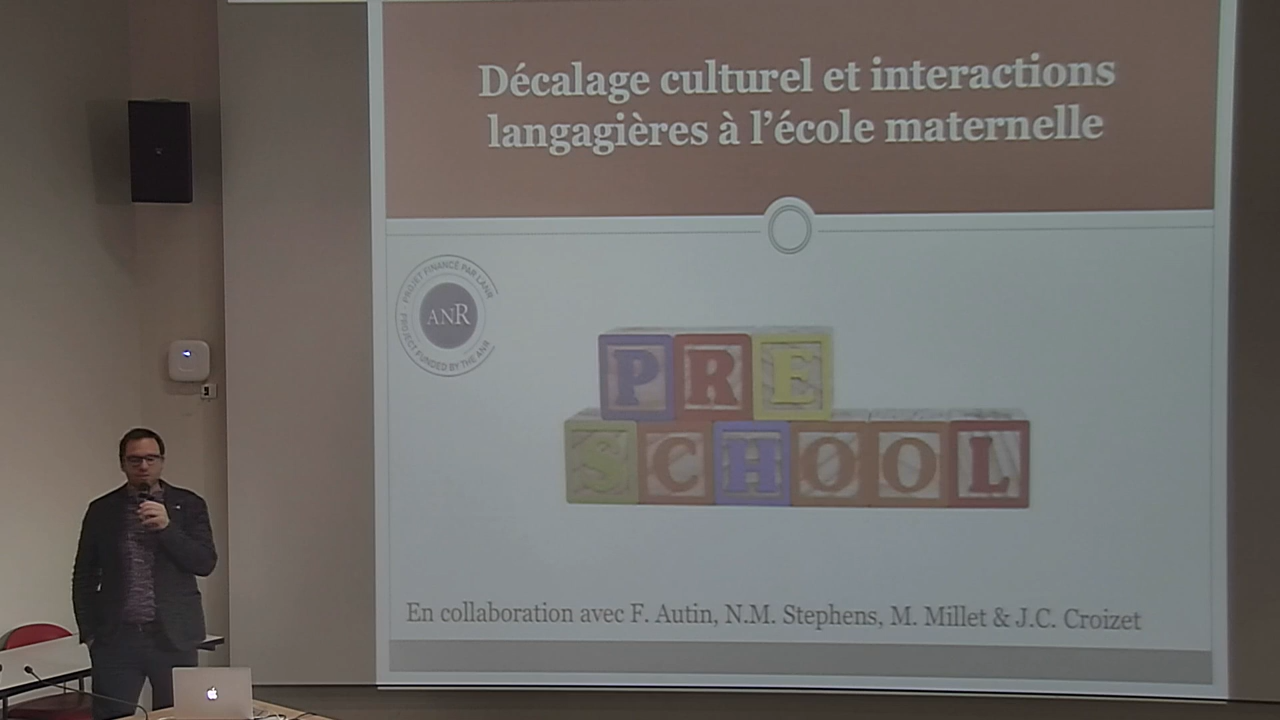 Décalage culturel et interactions
langagières à l'école maternelle
PROJET FINANCÉ PAR L'ANR
ANR
PROJECT FUNDED BY THE ANR
PRE
SCHOOL
En collaboration avec F. Autin, N.M. Stephens, M. Millet & J.C. Croizet